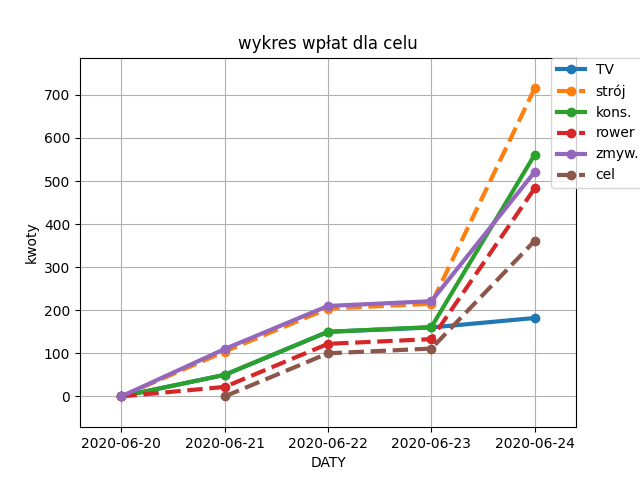 wykres wpłat dla celu
TV
strój
kons.
rower
zmyw.
cel
700
600
500
400
300
200
100
0
kwoty
2020-06-20 2020-06-21 2020-06-22 2020-06-23 2020-06-24
DATY